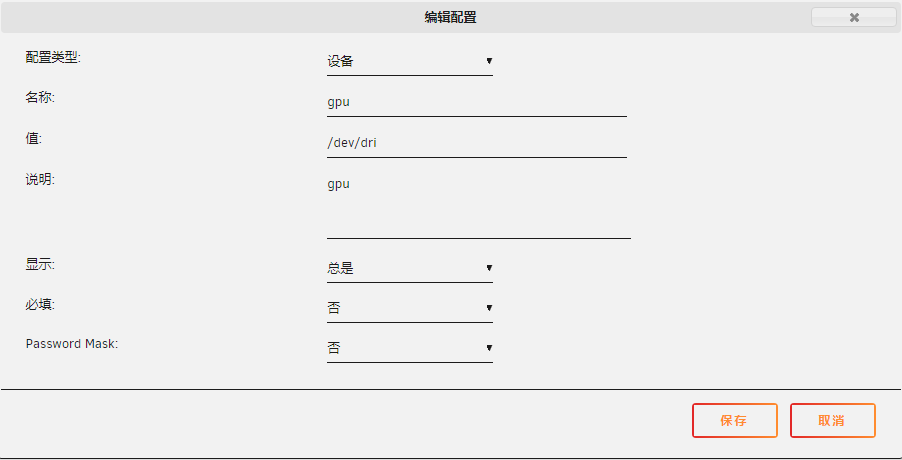 编辑配置
配置类型: 设备
名称: gpu
值: /dev/dri
说明: gpu
显示: 总是
必填: 否
Password Mask: 否
保存 取消